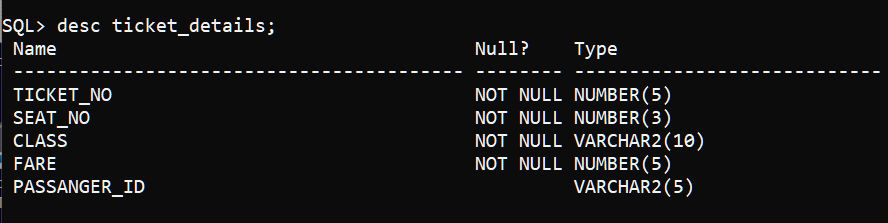 SQL> desc ticket_details;
Name Null? Type
----------------------------------------- -------- ----------------------------
TICKET_NO NOT NULL NUMBER(5)
SEAT_NO NOT NULL NUMBER(3)
CLASS NOT NULL VARCHAR2(10)
FARE NOT NULL NUMBER(5)
PASSANGER_ID VARCHAR2(5)